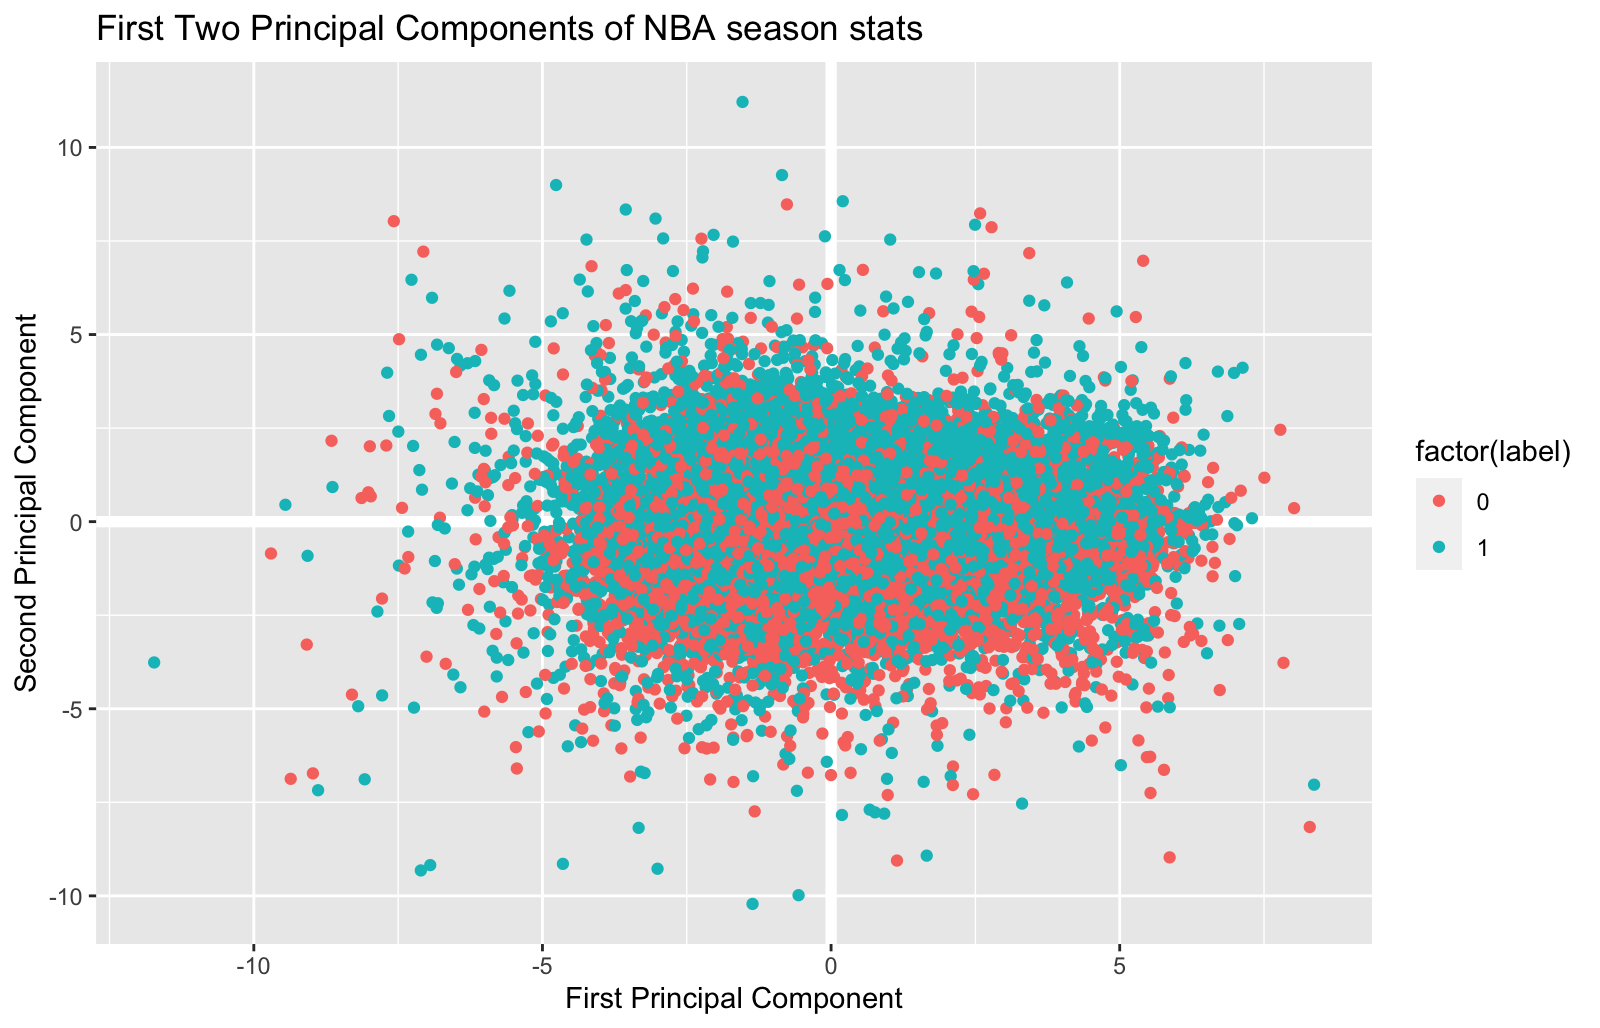 First Two Principal Components of NBA season stats
Second Principal Component
10
5
0
-5
-10
-10
-5
0
5
First Principal Component
factor(label)
0
1